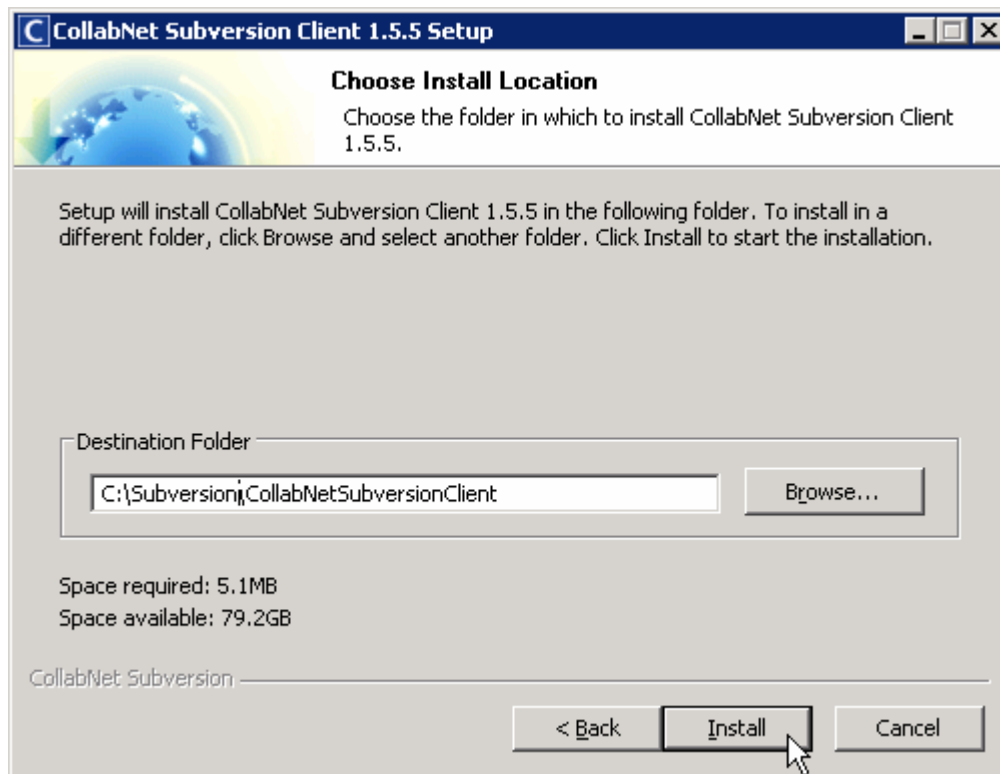 CollabNet Subversion Client 1.5.5 Setup
Choose Install Location
Choose the folder in which to install CollabNet Subversion Client
1.5.5.
Setup will install CollabNet Subversion Client 1.5.5 in the following folder. To install in a
different folder, click Browse and select another folder. Click Install to start the installation.
Destination Folder
C:\Subversion\CollabNetSubversionClient
Browse...
Space required: 5.1MB
Space available: 79.2GB
CollabNet Subversion
< Back
Install
Cancel